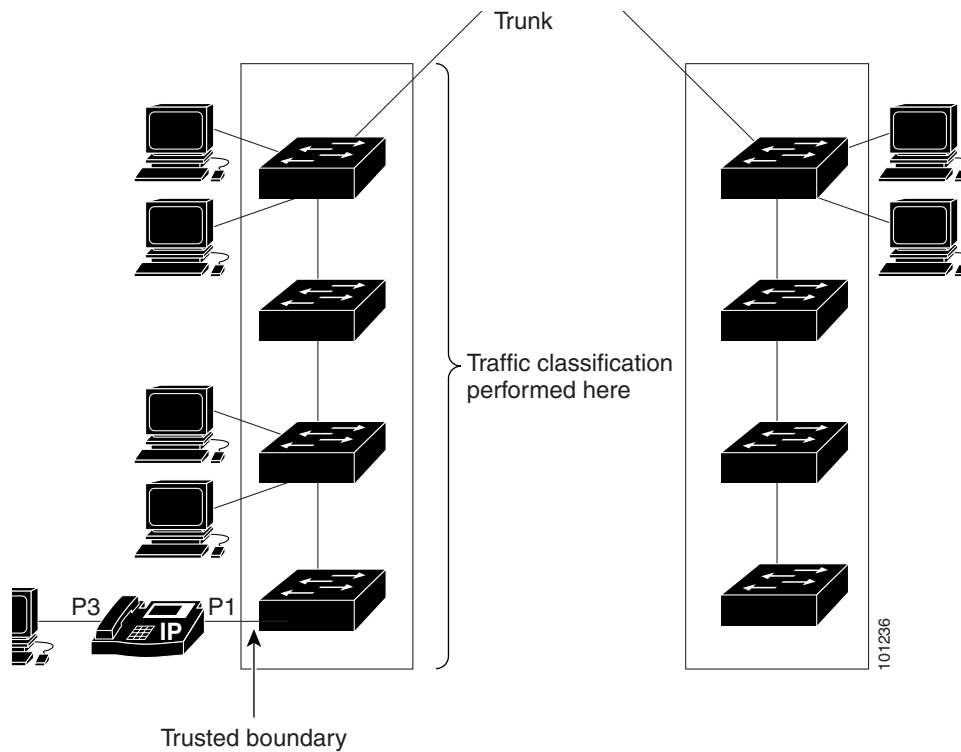 Trunk
Traffic classification
performed here
P3
IP
P1
101236
Trusted boundary